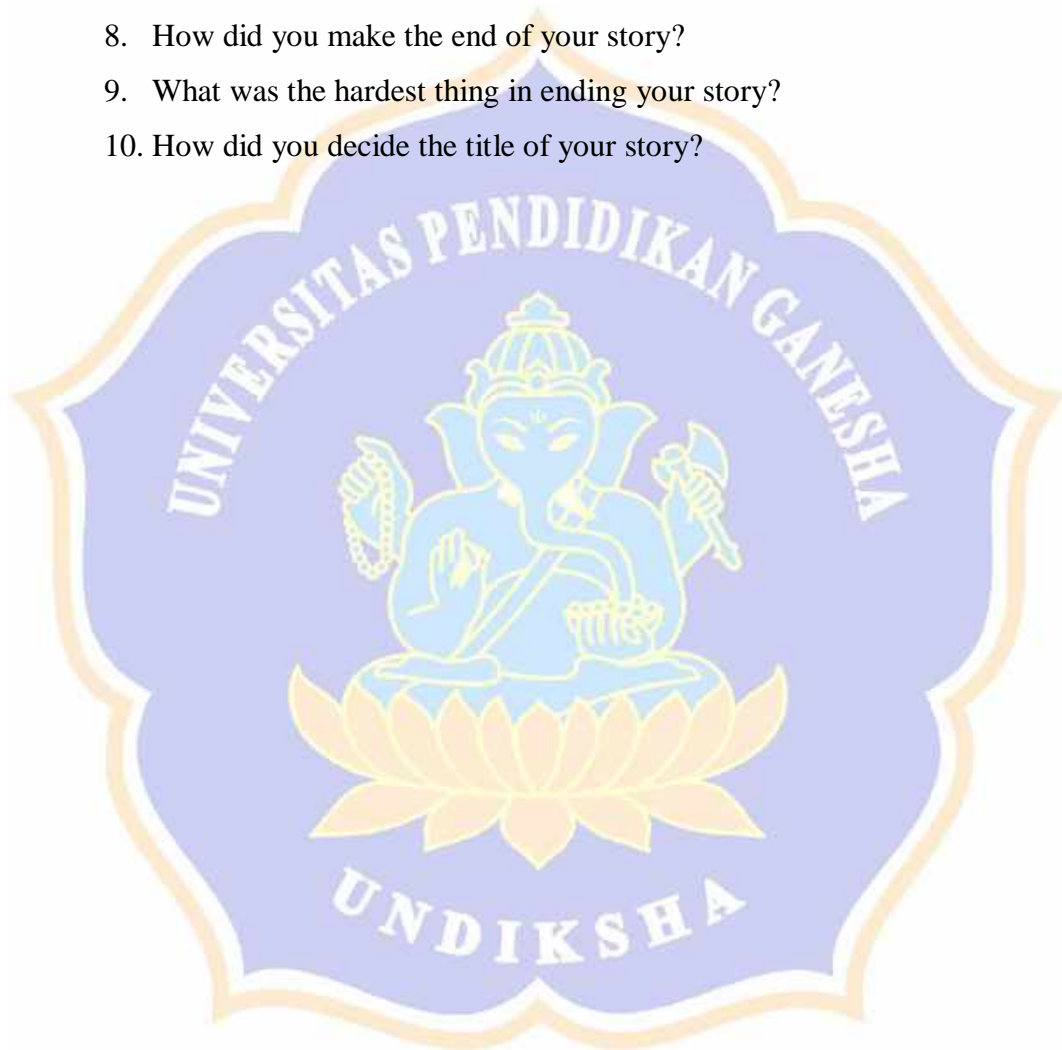 8. How did you make the end of your story?
9. What was the hardest thing in ending your story?
10. How did you decide the title of your story?
UNIVERSITAS PENDIDIKAN GANESHA
UNDIKSHA